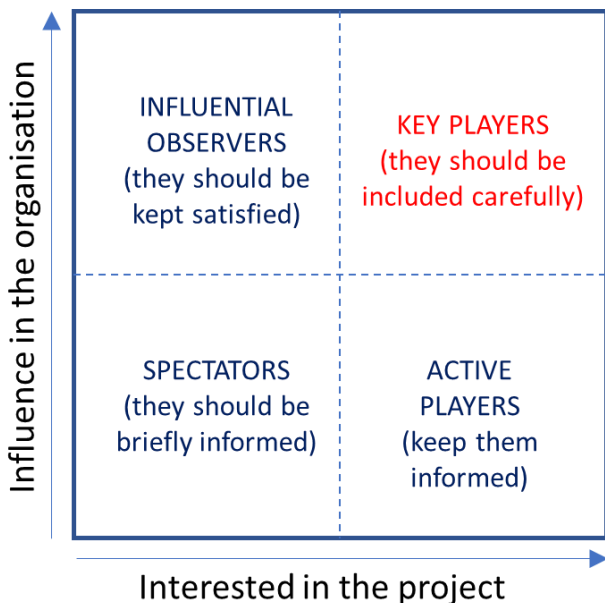 Influence in the organisation
INFLUENTIAL
OBSERVERS
(they should be
kept satisfied)
KEY PLAYERS
(they should be
included carefully)
SPECTATORS
(they should be
briefly informed)
ACTIVE
PLAYERS
(keep them
informed)
Interested in the project